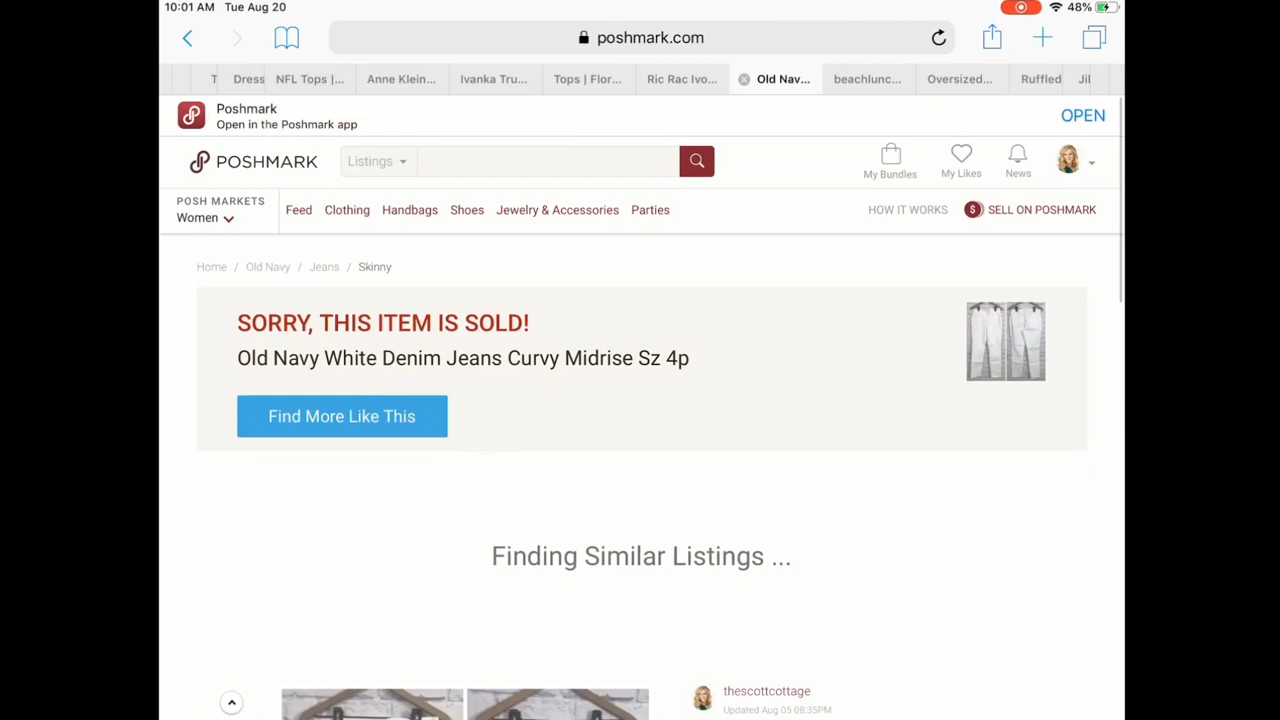 10:01 AM Tue Aug 20
48%
poshmark.com
T
Dress
NFL Tops |...
Anne Klein...
Ivanka Tru...
Tops | Flor...
Ric Rac Ivo...
Old Nav...
beachlunc...
Oversized...
Ruffled
Jil
Poshmark
Open in the Poshmark app
OPEN
POSHMARK
Listings
My Bundles
My Likes
News
POSH MARKETS
Women
Feed
Clothing
Handbags
Shoes
Jewelry & Accessories
Parties
HOW IT WORKS
$ SELL ON POSHMARK
Home / Old Navy / Jeans / Skinny
SORRY, THIS ITEM IS SOLD!
Old Navy White Denim Jeans Curvy Midrise Sz 4p
Find More Like This
Finding Similar Listings ...
thescottcottage
Updated Aug 05 08:35PM